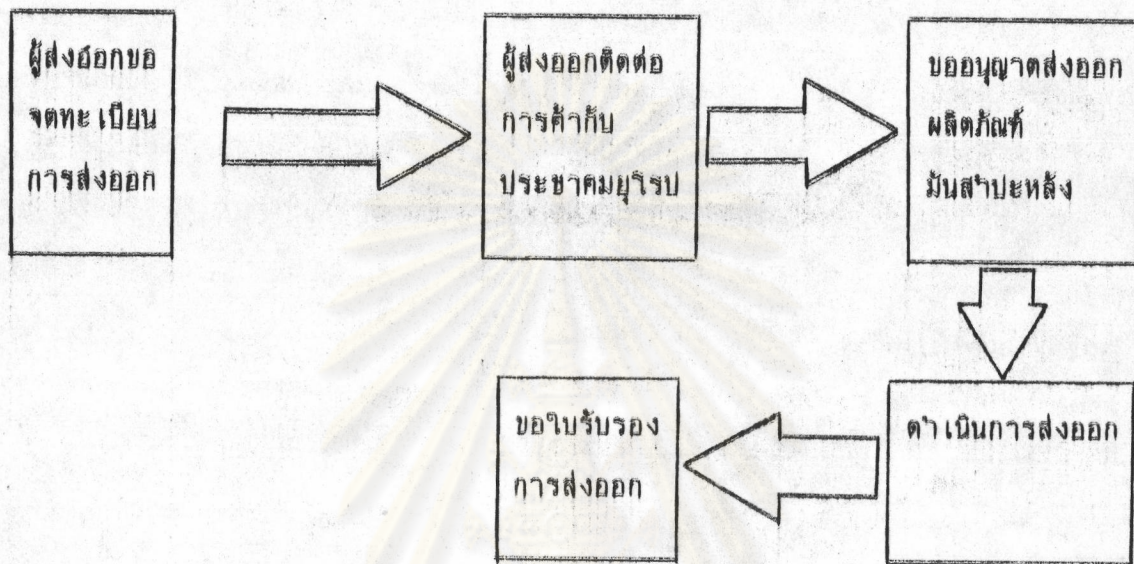 ผู้ส่งออกขอ
จดทะเบียน
การส่งออก
ผู้ส่งออกติดต่อ
การค้ากับ
ประชาคมยุโรป
ขออนุญาตส่งออก
ผลิตภัณฑ์
มันสำปะหลัง
ดำเนินการส่งออก
ขอใบรับรอง
การส่งออก